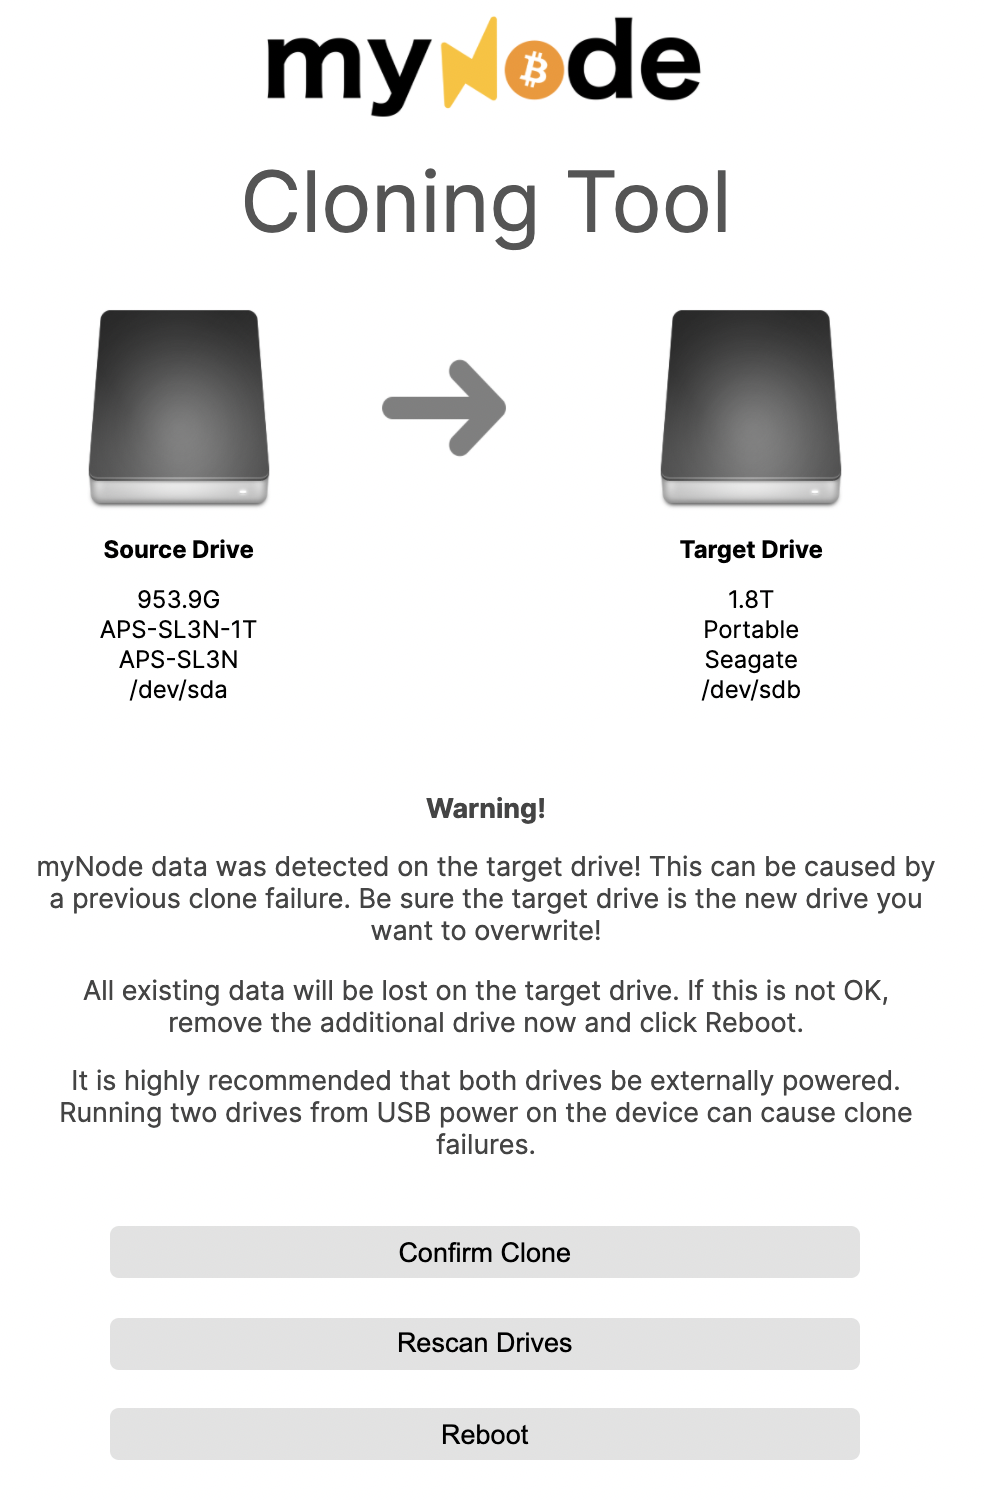 myNode
Cloning Tool
Source Drive
953.9G
APS-SL3N-1T
APS-SL3N
/dev/sda
Target Drive
1.8T
Portable
Seagate
/dev/sdb
Warning!
myNode data was detected on the target drive! This can be caused by
a previous clone failure. Be sure the target drive is the new drive you
want to overwrite!
All existing data will be lost on the target drive. If this is not OK,
remove the additional drive now and click Reboot.
It is highly recommended that both drives be externally powered.
Running two drives from USB power on the device can cause clone
failures.
Confirm Clone
Rescan Drives
Reboot